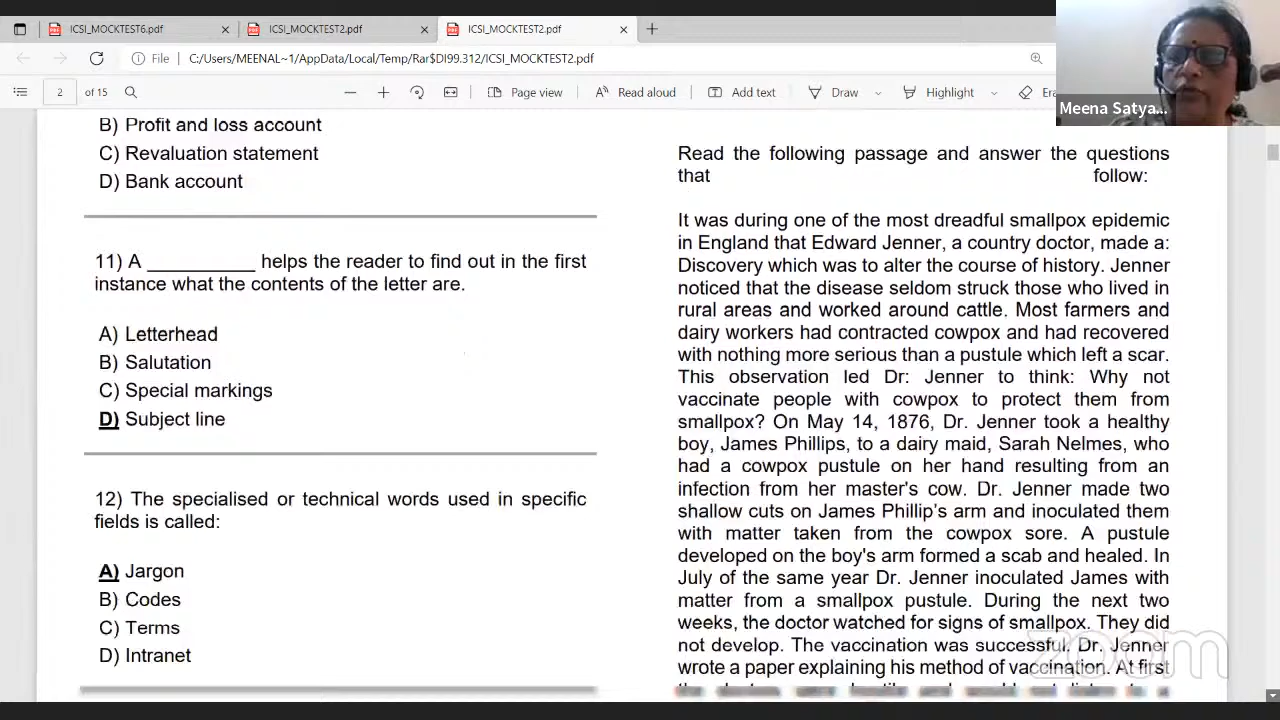 ICSI_MOCKTEST6.pdf
ICSI_MOCKTEST2.pdf
ICSI_MOCKTEST2.pdf
File
C:/Users/MEENAL~1/AppData/Local/Temp/Rar$DI99.312/ICSI_MOCKTEST2.pdf
2 of 15
Page view
Read aloud
Add text
Draw
Highlight
Meena Satya...
B) Profit and loss account
C) Revaluation statement
D) Bank account
11) A __________ helps the reader to find out in the first
instance what the contents of the letter are.
A) Letterhead
B) Salutation
C) Special markings
D) Subject line
12) The specialised or technical words used in specific
fields is called:
A) Jargon
B) Codes
C) Terms
D) Intranet
Read the following passage and answer the questions
that follow:
It was during one of the most dreadful smallpox epidemic
in England that Edward Jenner, a country doctor, made a:
Discovery which was to alter the course of history. Jenner
noticed that the disease seldom struck those who lived in
rural areas and worked around cattle. Most farmers and
dairy workers had contracted cowpox and had recovered
with nothing more serious than a pustule which left a scar.
This observation led Dr: Jenner to think: Why not
vaccinate people with cowpox to protect them from
smallpox? On May 14, 1876, Dr. Jenner took a healthy
boy, James Phillips, to a dairy maid, Sarah Nelmes, who
had a cowpox pustule on her hand resulting from an
infection from her master's cow. Dr. Jenner made two
shallow cuts on James Phillip's arm and inoculated them
with matter taken from the cowpox sore. A pustule
developed on the boy's arm formed a scab and healed. In
July of the same year Dr. Jenner inoculated James with
matter from a smallpox pustule. During the next two
weeks, the doctor watched for signs of smallpox. They did
not develop. The vaccination was successful. Dr. Jenner
wrote a paper explaining his method of vaccination. At first
zoom